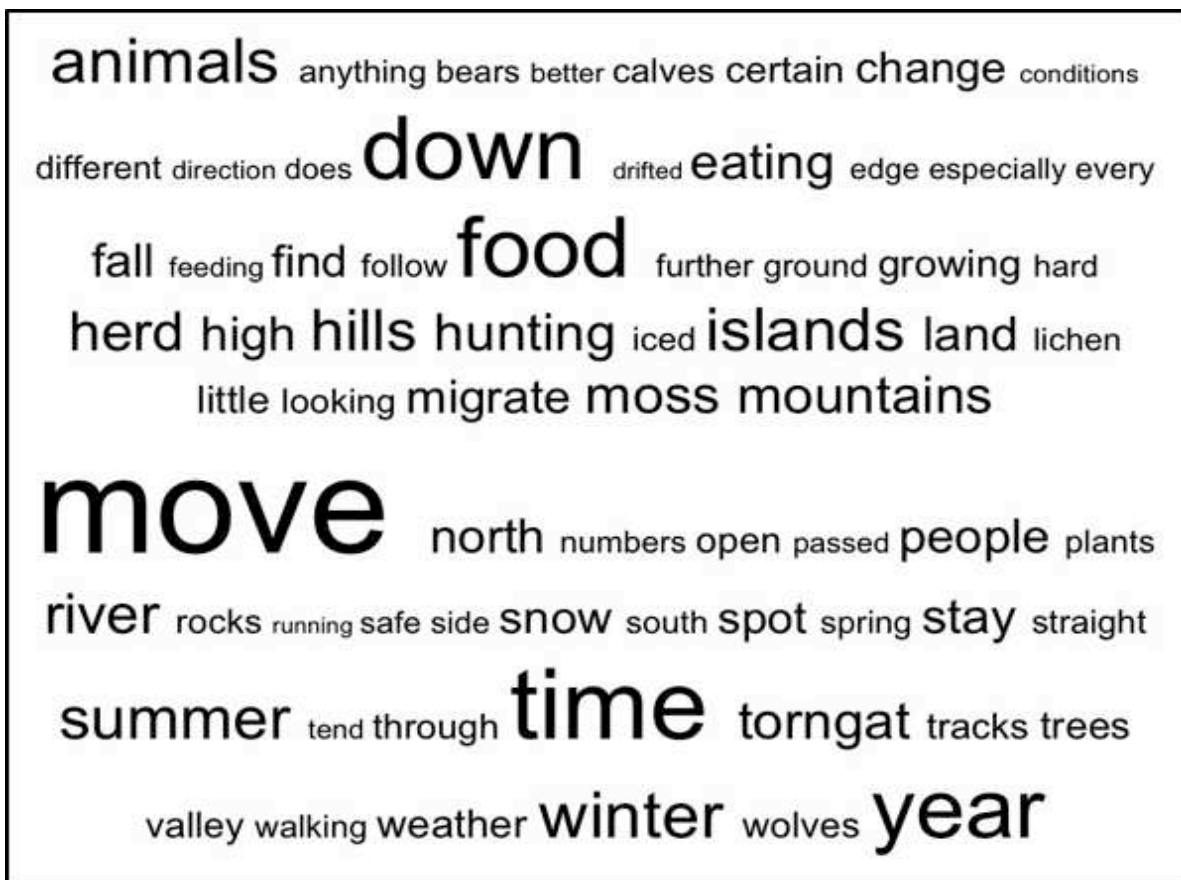 animals anything bears better calves certain change conditions
different direction does down drifted eating edge especially every
fall feeding find follow food further ground growing hard
herd high hills hunting iced islands land lichen
little looking migrate moss mountains
move north numbers open passed people plants
river rocks running safe side snow south spot spring stay straight
summer tend through time torngat tracks trees
valley walking weather winter wolves year